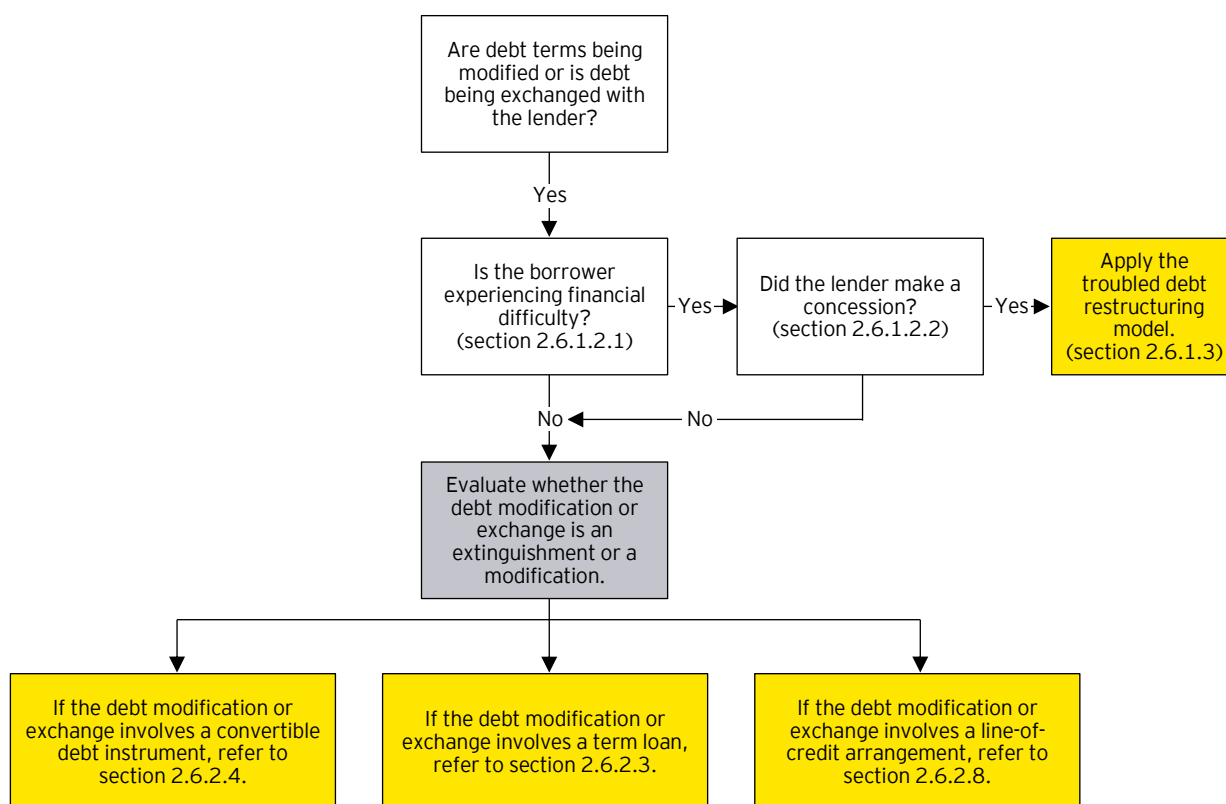 Are debt terms being
modified or is debt
being exchanged with
the lender?
Yes
Is the borrower
experiencing financial
difficulty?
(section 2.6.1.2.1)
Yes
Did the lender make a
concession?
(section 2.6.1.2.2)
Yes
Apply the
troubled debt
restructuring
model.
(section 2.6.1.3)
No
No
Evaluate whether the
debt modification or
exchange is an
extinguishment or a
modification.
If the debt modification or
exchange involves a convertible
debt instrument, refer to
section 2.6.2.4.
If the debt modification or
exchange involves a term loan,
refer to section 2.6.2.3.
If the debt modification or
exchange involves a line-of-
credit arrangement, refer to
section 2.6.2.8.